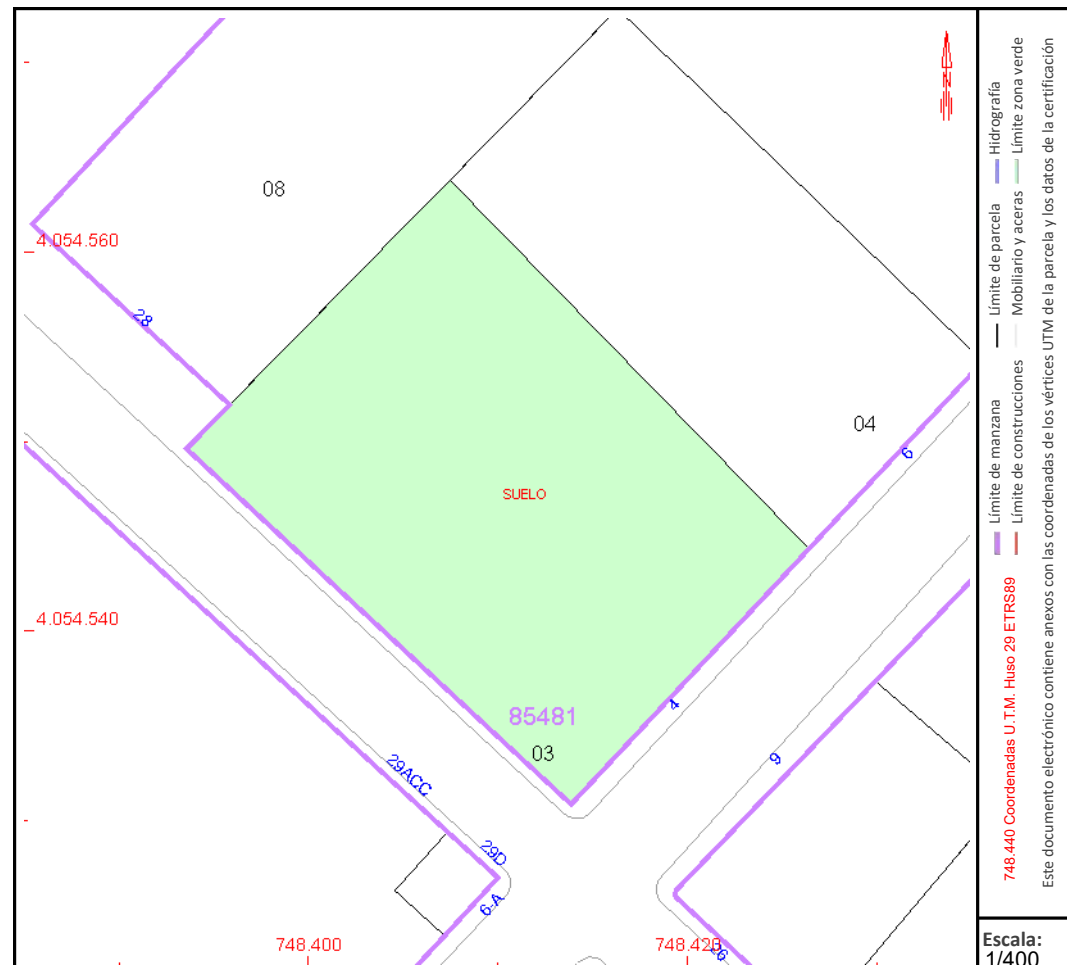 N
08
4.054.560
28
04
6
SUELO
4.054.540
4
85481
03
9
29ACC
29D
6-A
748.400
748.420
26
Límite de manzana
Límite de parcela
Hidrografía
Límite de construcciones
Mobiliario y aceras
Límite zona verde
748.440 Coordenadas U.T.M. Huso 29 ETRS89
Este documento electrónico contiene anexos con las coordenadas de los vértices UTM de la parcela y los datos de la certificación
Escala:
1/400